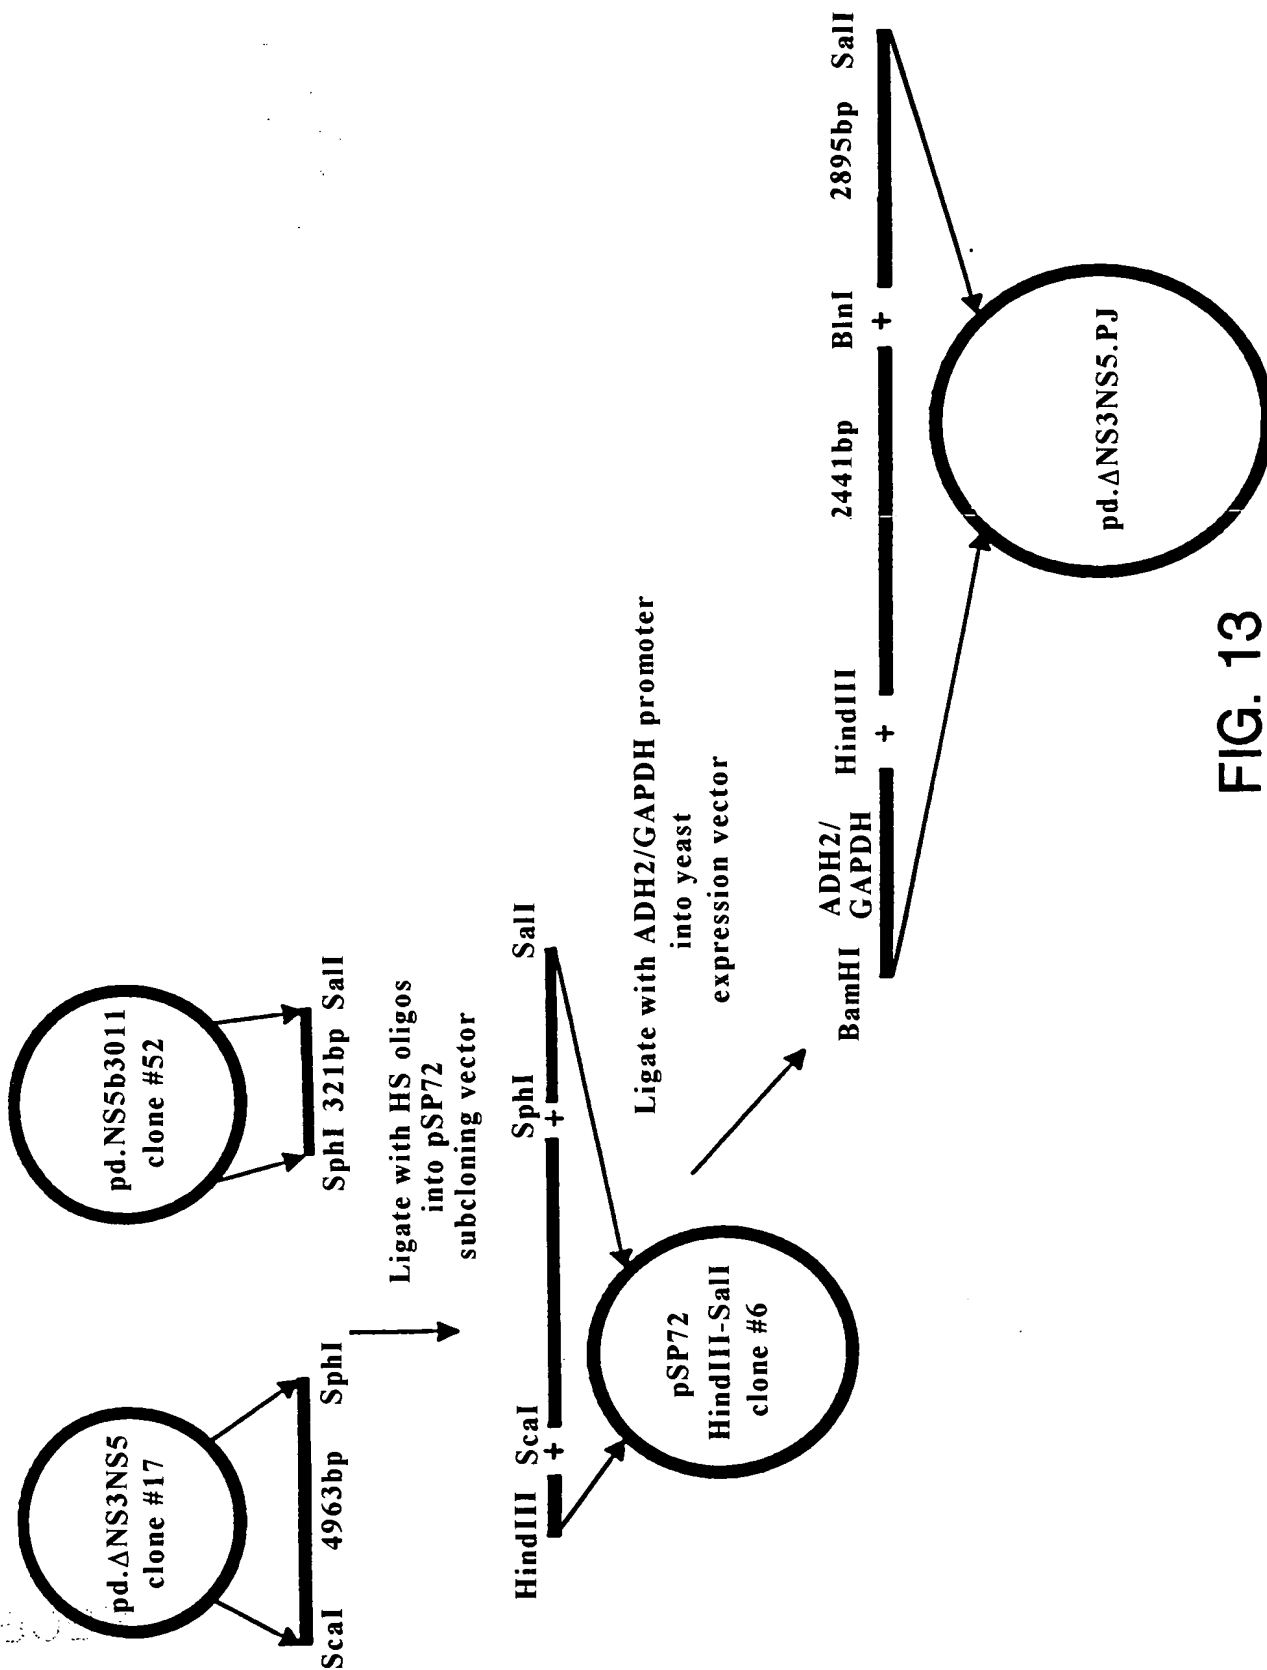 pd.ΔNS3NS5
clone #17
ScaI 4963bp SphI
pd.NS5b3011
clone #52
SphI 321bp SalI
Ligate with HS oligos
into pSP72
subcloning vector
HindIII ScaI SphI SalI
+ +
pSP72
HindIII-SalI
clone #6
Ligate with ADH2/GAPDH promoter
into yeast
expression vector
BamHI ADH2/
GAPDH
HindIII 2441bp BlnI 2895bp SalI
+ +
pd.ΔNS3NS5.PJ
FIG. 13